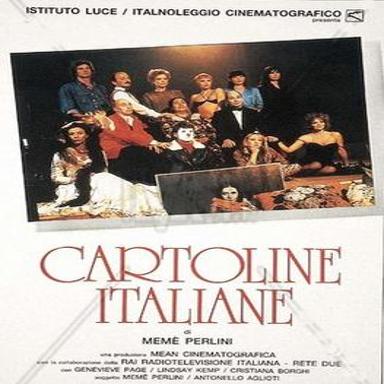 ISTITUTO LUCE / ITALNOLEGGIO CINEMATOGRAFICO
presenta
CARTOLINE
ITALIANE
di
MEMÈ PERLINI
una produzione MEAN CINEMATOGRAFICA
con la collaborazione della RAI RADIOTELEVISIONE ITALIANA - RETE DUE
con GENEVIEVE PAGE / LINDSAY KEMP / CRISTIANA BORGHI
soggetto MEMÈ PERLINI / ANTONELLO AGLIOTI